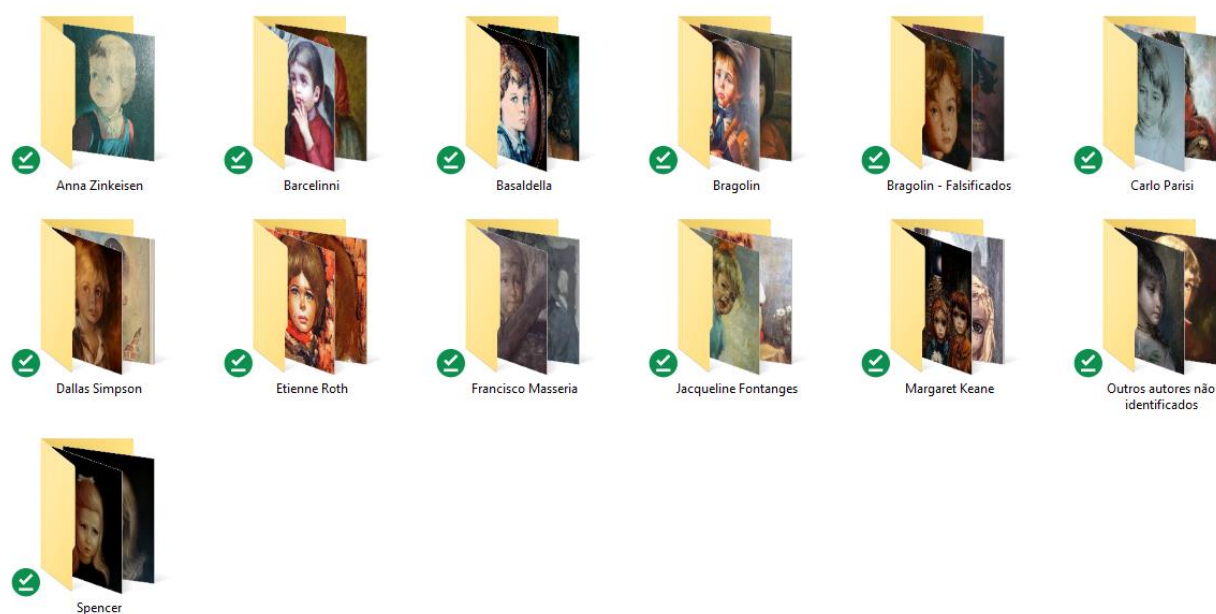 Anna Zinkeisen
Barcelinni
Basaldella
Bragolin
Bragolin - Falsificados
Carlo Parisi
Dallas Simpson
Etienne Roth
Francisco Masseria
Jacqueline Fontanges
Margaret Keane
Outros autores não
identificados
Spencer